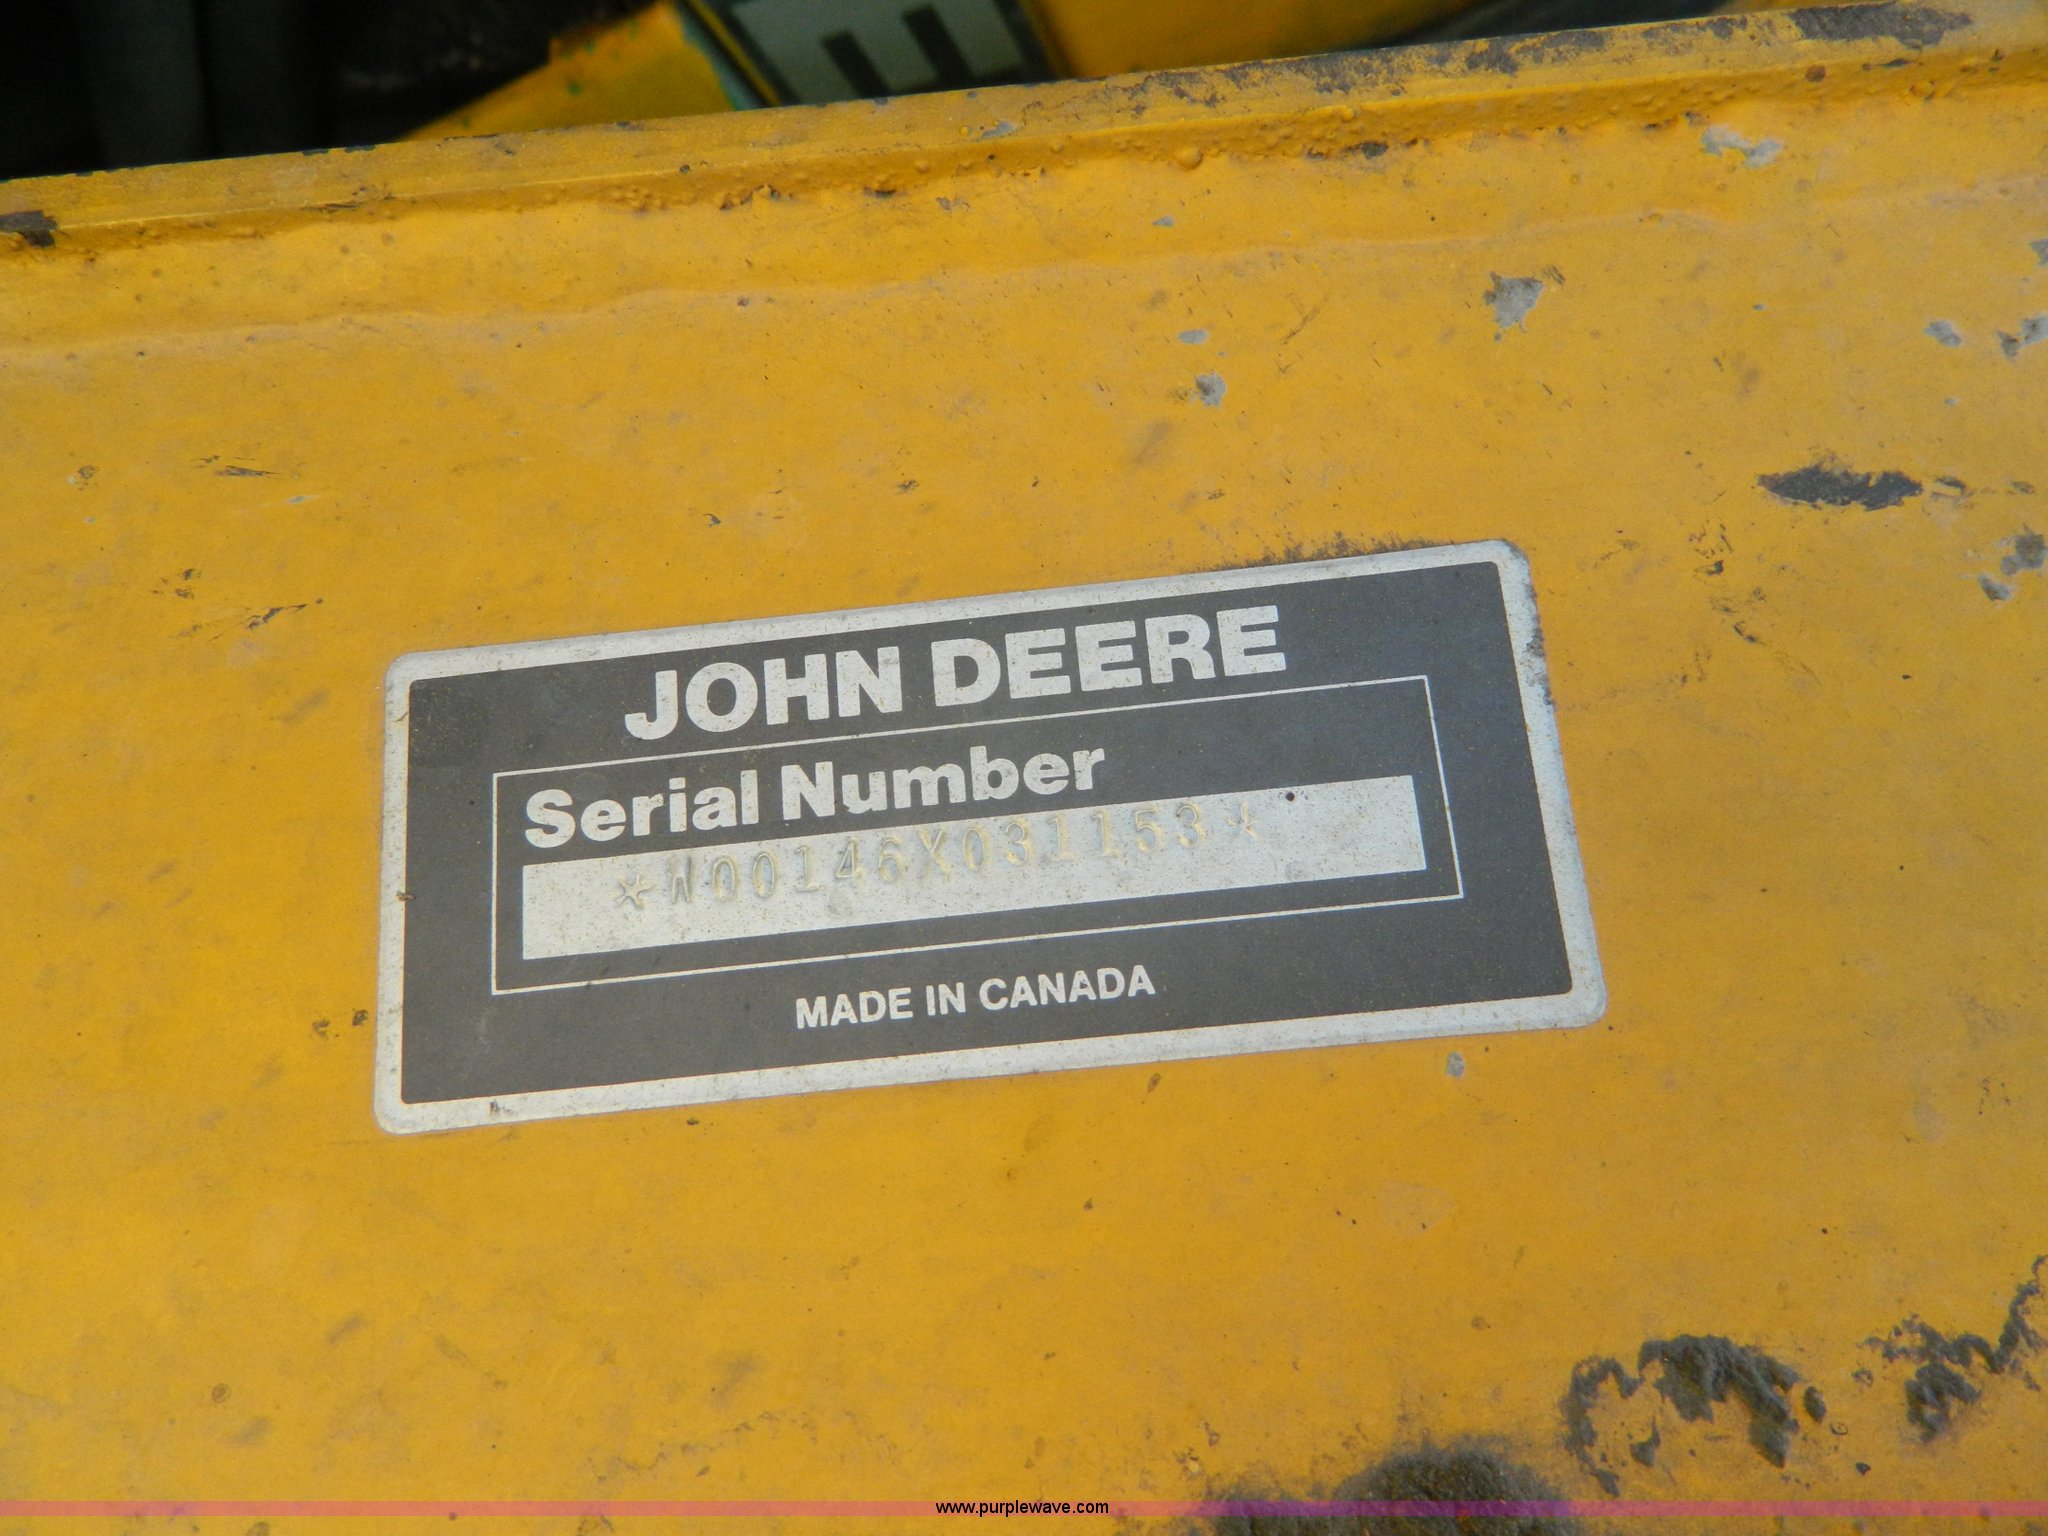 E
JOHN DEERE
Serial Number
*W00146X031153*
MADE IN CANADA
www.purplewave.com